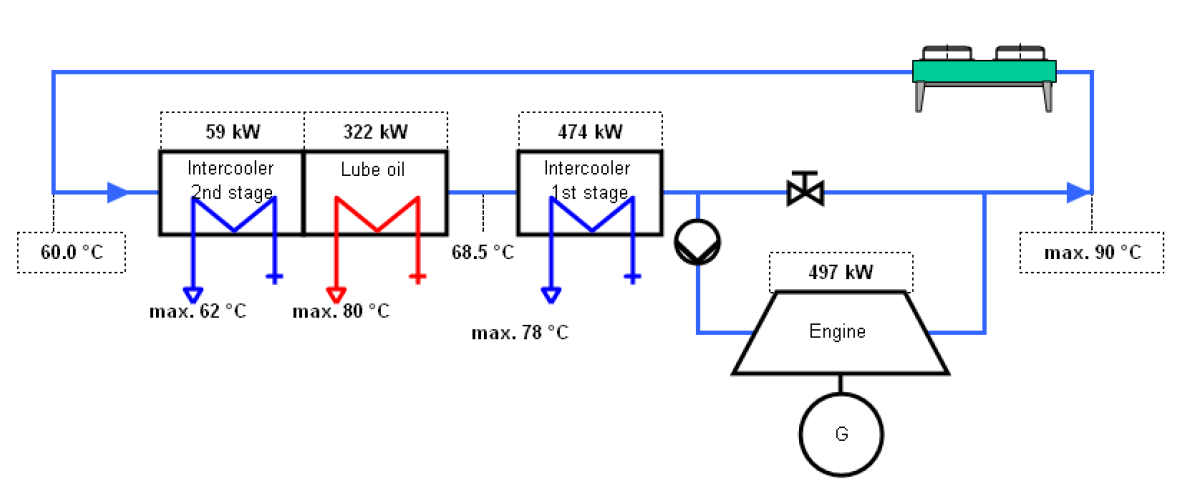 59 kW
322 kW
474 kW
Intercooler
2nd stage
Lube oil
Intercooler
1st stage
60.0 °C
68.5 °C
max. 90 °C
497 kW
max. 62 °C
max. 80 °C
max. 78 °C
Engine
G